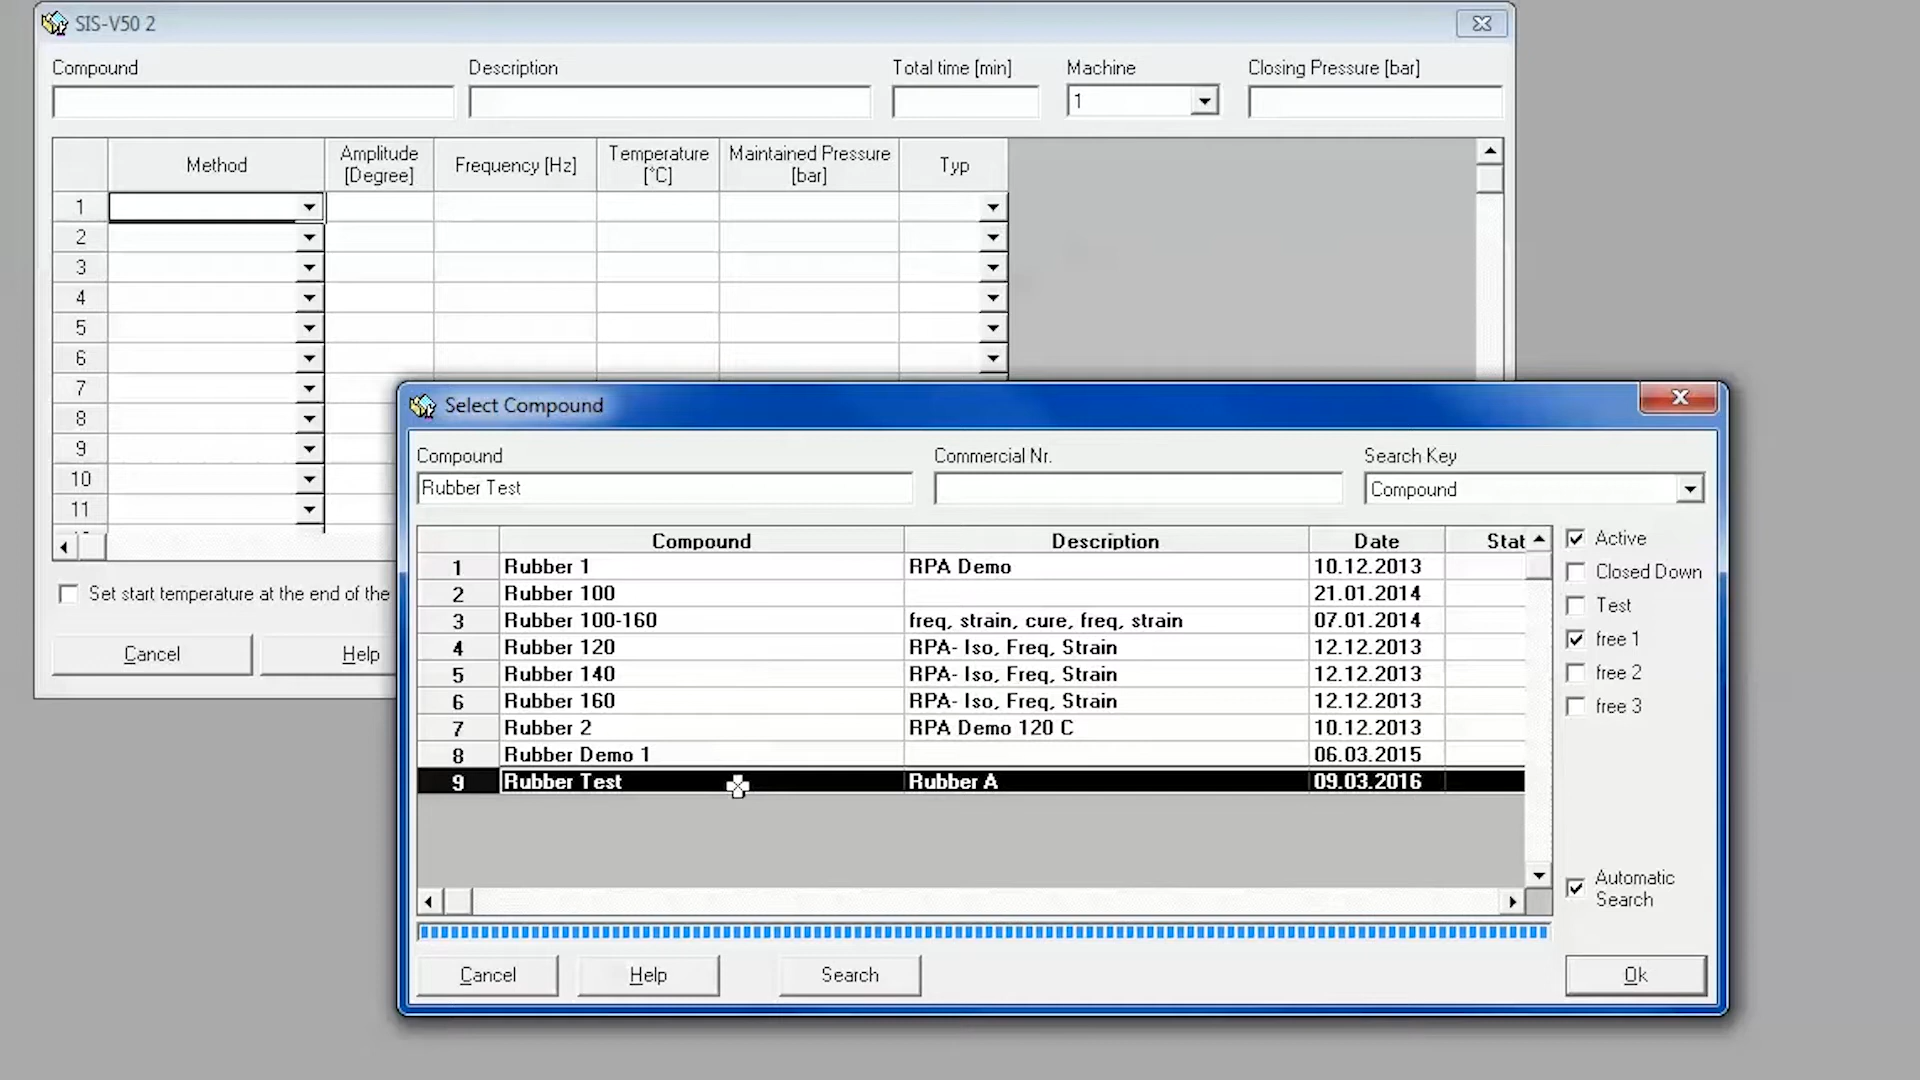 SIS-V50 2
Compound Description Total time [min] Machine Closing Pressure [bar]
1
Method Amplitude [Degree] Frequency [Hz] Temperature [°C] Maintained Pressure [bar] Typ
1
2
3
4
5
6
7
8
9
10
11
Set start temperature at the end of the
Cancel Help
Select Compound
Compound Commercial Nr. Search Key
Rubber Test Compound
Compound Description Date Stat
1 Rubber 1 RPA Demo 10.12.2013
2 Rubber 100 21.01.2014
3 Rubber 100-160 freq, strain, cure, freq, strain 07.01.2014
4 Rubber 120 RPA- Iso, Freq, Strain 12.12.2013
5 Rubber 140 RPA- Iso, Freq, Strain 12.12.2013
6 Rubber 160 RPA- Iso, Freq, Strain 12.12.2013
7 Rubber 2 RPA Demo 120 C 10.12.2013
8 Rubber Demo 1 06.03.2015
9 Rubber Test Rubber A 09.03.2016
Active
Closed Down
Test
free 1
free 2
free 3
Automatic
Search
Cancel Help Search Ok